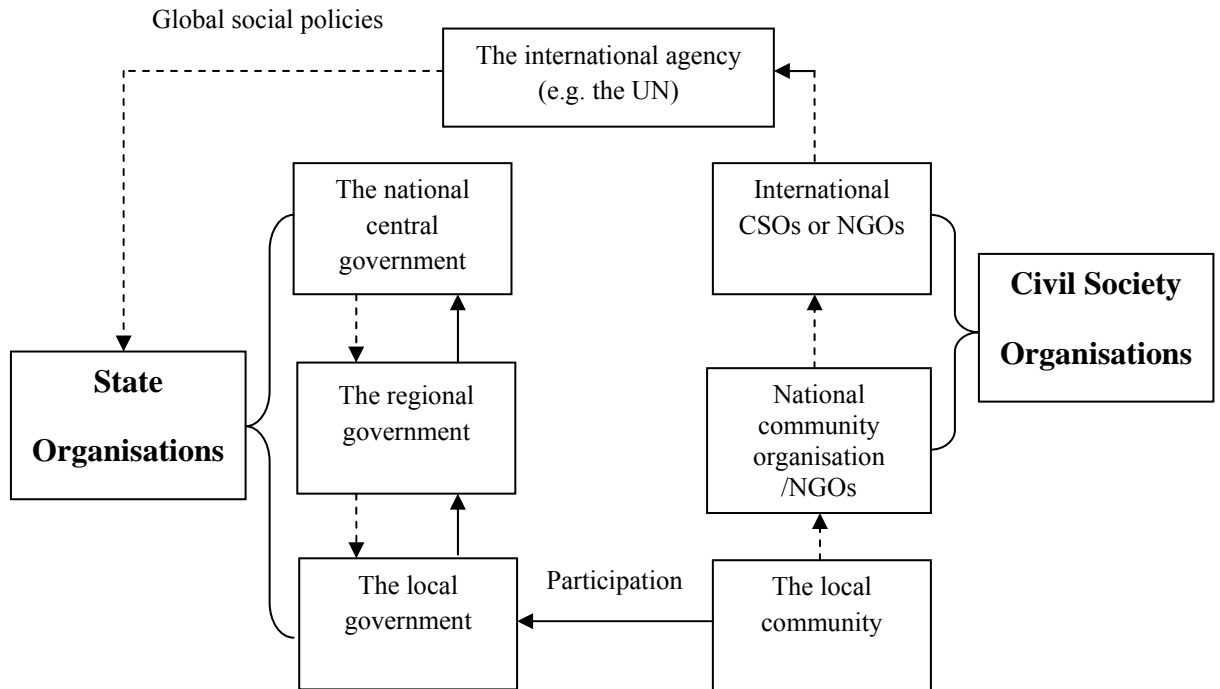 Global social policies
The international agency
(e.g. the UN)
The national
central
government
International
CSOs or NGOs
Civil Society
Organisations
State
Organisations
The regional
government
National
community
organisation
/NGOs
The local
government
Participation
The local
community